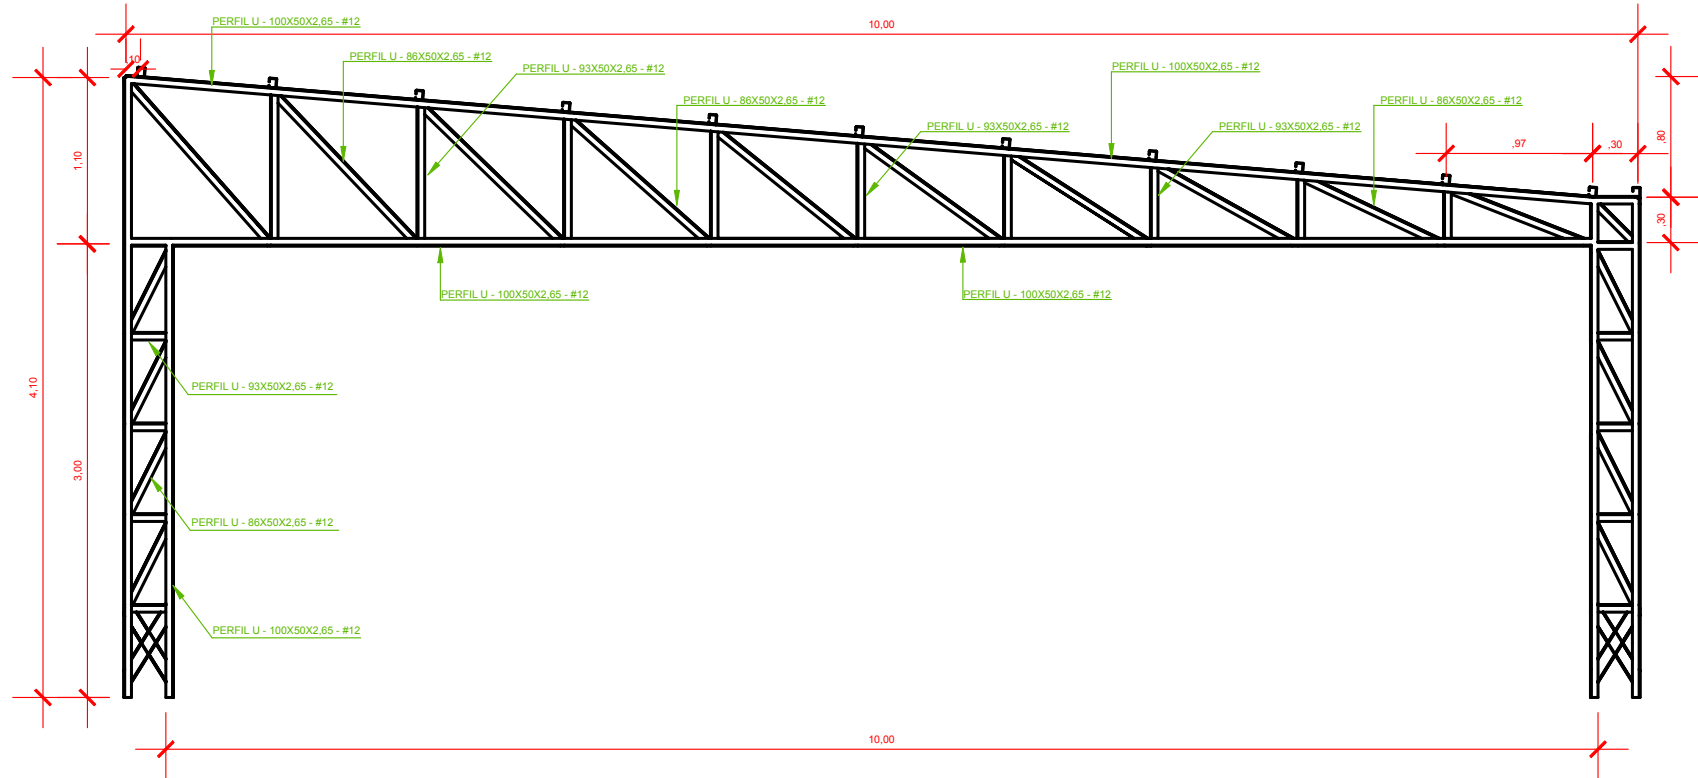 PERFIL U - 100X50X2,65 - #12
10,00
,10
PERFIL U - 86X50X2,65 - #12
PERFIL U - 93X50X2,65 - #12
PERFIL U - 100X50X2,65 - #12
PERFIL U - 86X50X2,65 - #12
PERFIL U - 86X50X2,65 - #12
PERFIL U - 93X50X2,65 - #12
PERFIL U - 93X50X2,65 - #12
,97
,30
,80
1,10
,30
PERFIL U - 100X50X2,65 - #12
PERFIL U - 100X50X2,65 - #12
4,10
PERFIL U - 93X50X2,65 - #12
3,00
PERFIL U - 86X50X2,65 - #12
PERFIL U - 100X50X2,65 - #12
10,00